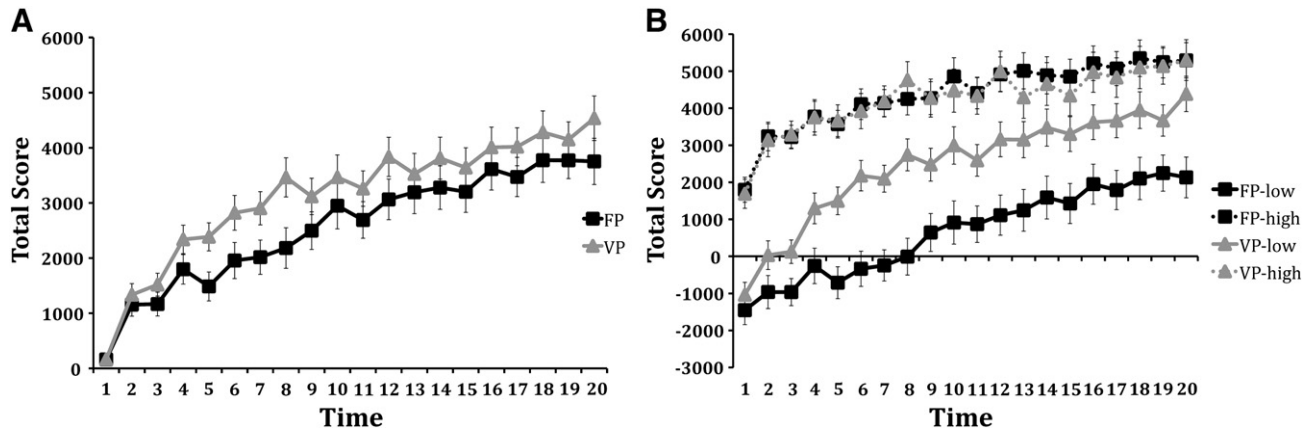 A
6000
5000
4000
3000
2000
1000
0
Total Score
1 2 3 4 5 6 7 8 9 10 11 12 13 14 15 16 17 18 19 20
Time
FP
VP
B
6000
5000
4000
3000
2000
1000
0
-1000
-2000
-3000
Total Score
1 2 3 4 5 6 7 8 9 10 11 12 13 14 15 16 17 18 19 20
Time
FP-low
FP-high
VP-low
VP-high